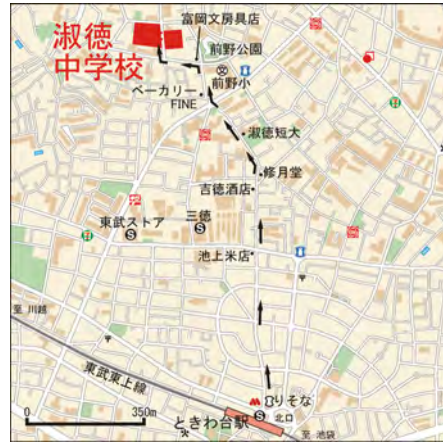 富岡文房具店
淑徳
中学校
前野公園
前野小
ベーカリー
FINE
淑徳短大
修月堂
吉徳酒店
東武ストア
三徳
S
S
池上米店
至 川越
東武東上線
りそな
S
北口
0
350m
ときわ台駅
至 池袋